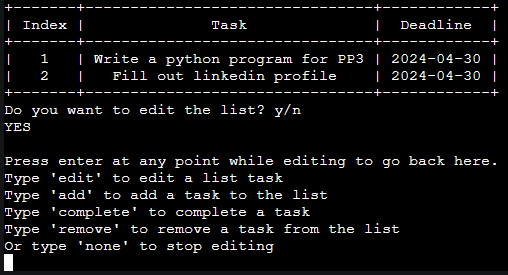 +-------+--------------------------------+------------+
| Index |              Task              |  Deadline  |
+-------+--------------------------------+------------+
|   1   | Write a python program for PP3 | 2024-04-30 |
|   2   |   Fill out linkedin profile    | 2024-04-30 |
+-------+--------------------------------+------------+
Do you want to edit the list? y/n
YES

Press enter at any point while editing to go back here.
Type 'edit' to edit a list task
Type 'add' to add a task to the list
Type 'complete' to complete a task
Type 'remove' to remove a task from the list
Or type 'none' to stop editing